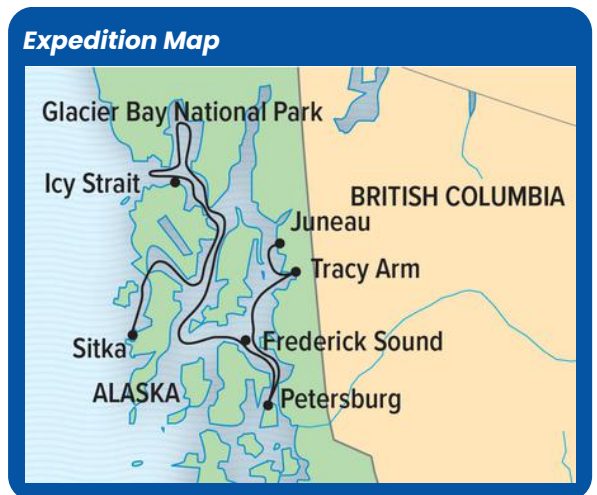 Expedition Map
Glacier Bay National Park
Icy Strait
BRITISH COLUMBIA
Juneau
Tracy Arm
Sitka
Frederick Sound
ALASKA
Petersburg